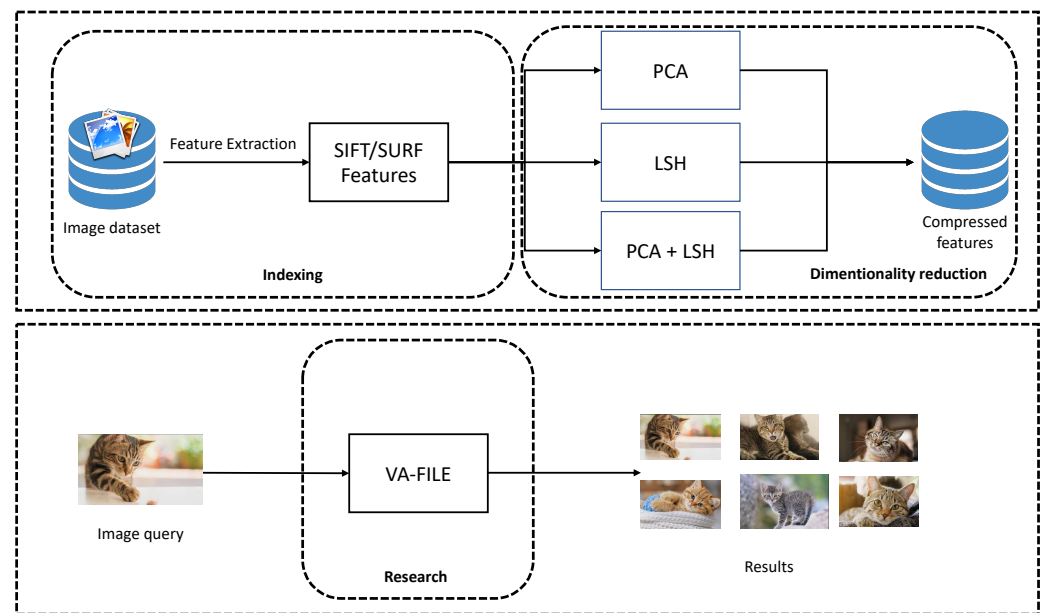 Image dataset
Feature Extraction
SIFT/SURF
Features
Indexing
PCA
LSH
PCA + LSH
Compressed
features
Dimentionality reduction
Image query
VA-FILE
Research
Results